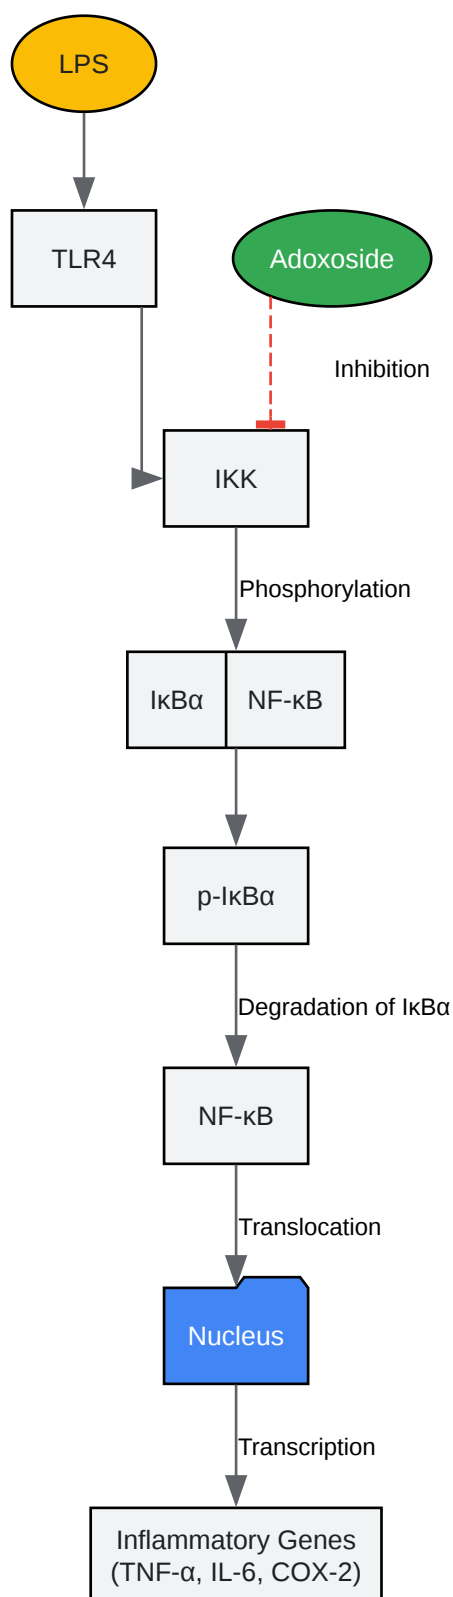 LPS
TLR4
Adoxoside
Inhibition
IKK
Phosphorylation
IκBα
NF-κB
p-IκBα
Degradation of IκBα
NF-κB
Translocation
Nucleus
Transcription
Inflammatory Genes
(TNF-α, IL-6, COX-2)